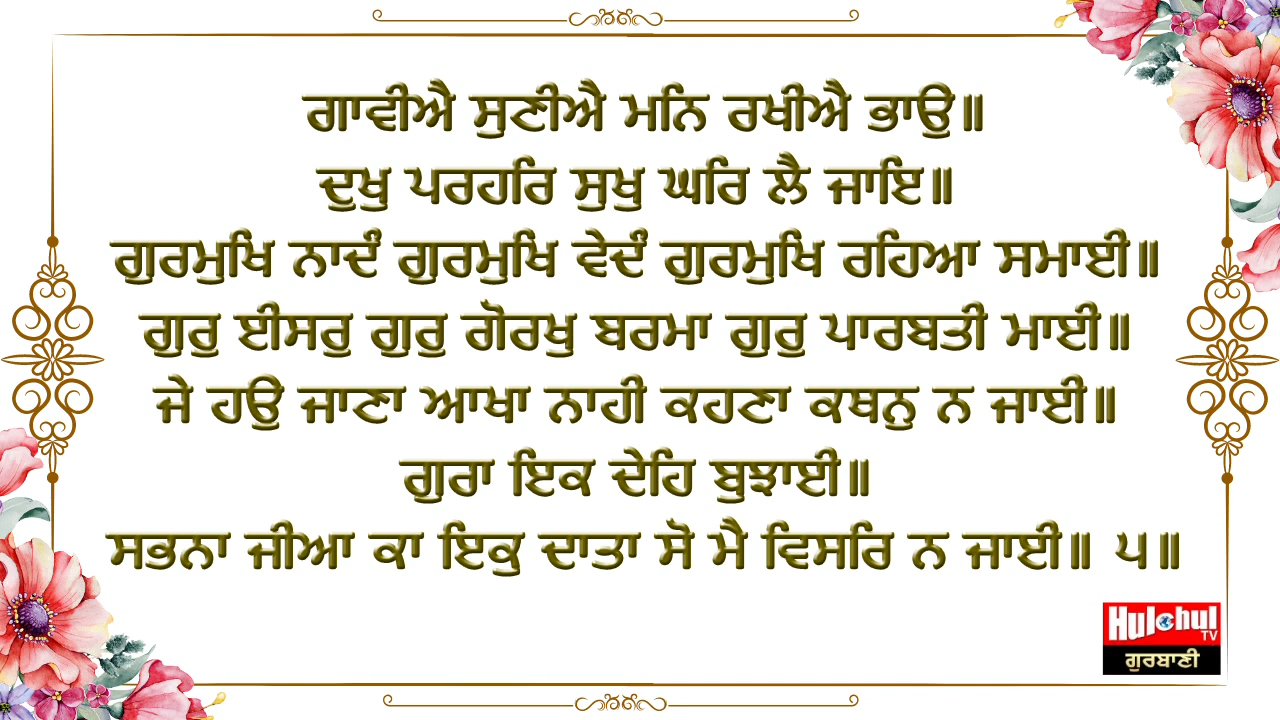 ਗਾਵੀਐ ਸੁਣੀਐ ਮਨਿ ਰਖੀਐ ਭਾਉ॥
ਦੁਖੁ ਪਰਹਰਿ ਸੁਖੁ ਘਰਿ ਲੈ ਜਾਇ॥
ਗੁਰਮੁਖਿ ਨਾਦੰ ਗੁਰਮੁਖਿ ਵੇਦੰ ਗੁਰਮੁਖਿ ਰਹਿਆ ਸਮਾਈ॥
ਗੁਰੁ ਈਸਰੁ ਗੁਰੁ ਗੋਰਖੁ ਬਰਮਾ ਗੁਰੁ ਪਾਰਬਤੀ ਮਾਈ॥
ਜੇ ਹਉ ਜਾਣਾ ਆਖਾ ਨਾਹੀ ਕਹਣਾ ਕਥਨੁ ਨ ਜਾਈ॥
ਗੁਰਾ ਇਕ ਦੇਹਿ ਬੁਝਾਈ॥
ਸਭਨਾ ਜੀਆ ਕਾ ਇਕੁ ਦਾਤਾ ਸੋ ਮੈ ਵਿਸਰਿ ਨ ਜਾਈ॥ ੫॥
Hulchul
TV
ਗੁਰਬਾਣੀ